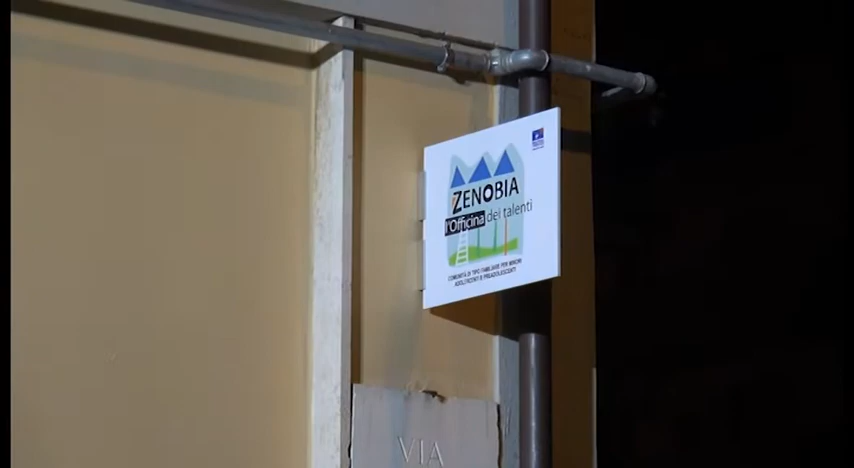 ZENOBIA
l'Officina dei talenti
COMUNITÀ DI TIPO FAMILIARE PER MINORI
ADOLESCENTI E PREADOLESCENTI
VIA